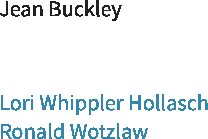 Jean Buckley
Lori Whippler Hollasch
Ronald Wotzlaw